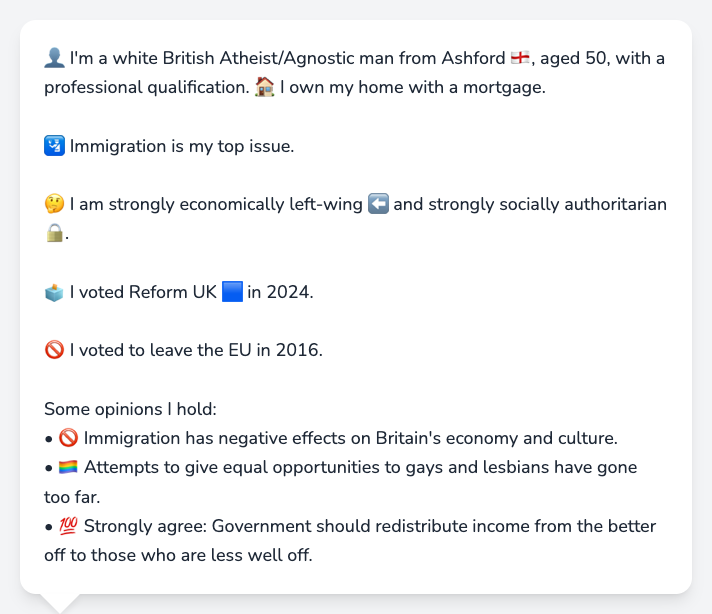 👤 I'm a white British Atheist/Agnostic man from Ashford 🏴󠁧󠁢󠁥󠁮󠁧󠁿, aged 50, with a
professional qualification. 🏠 I own my home with a mortgage.
🛂 Immigration is my top issue.
🤔 I am strongly economically left-wing ⬅️ and strongly socially authoritarian
🔒.
🗳️ I voted Reform UK 🟦 in 2024.
🚫 I voted to leave the EU in 2016.
Some opinions I hold:
• 🚫 Immigration has negative effects on Britain's economy and culture.
• 🏳️‍🌈 Attempts to give equal opportunities to gays and lesbians have gone
too far.
• 💯 Strongly agree: Government should redistribute income from the better
off to those who are less well off.